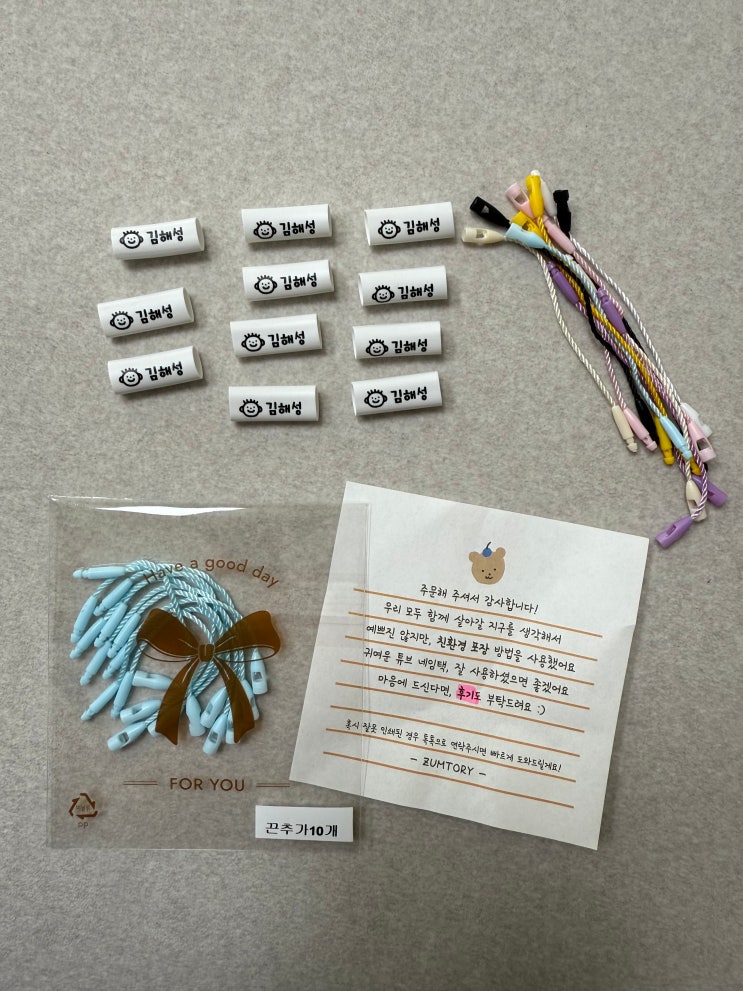 김해성
김해성
김해성
김해성
김해성
김해성
김해성
김해성
김해성
김해성
김해성
Have a good day
FOR YOU
PP
끈추가10개
주문해 주셔서 감사합니다!
우리 모두 함께 살아갈 지구를 생각해서
예쁘진 않지만, 친환경 포장 방법을 사용했어요
귀여운 튜브 네임택, 잘 사용하셨으면 좋겠어요
마음에 드신다면, 후기도 부탁드려요 :)
혹시 잘못 인쇄된 경우 톡톡으로 연락주시면 빠르게 도와드릴게요!
- ZUMTORY -